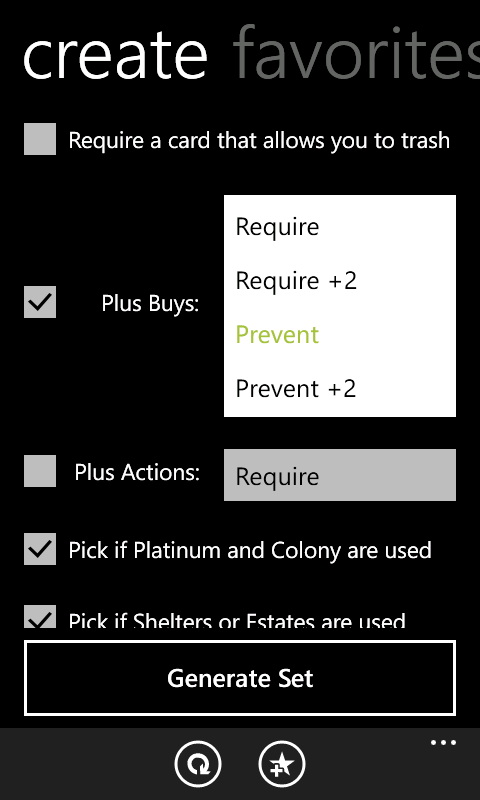 create favorites
Require a card that allows you to trash
Require
Require +2
Plus Buys:
Prevent
Prevent +2
Plus Actions: Require
Pick if Platinum and Colony are used
Pick if Shelters or Estates are used
Generate Set